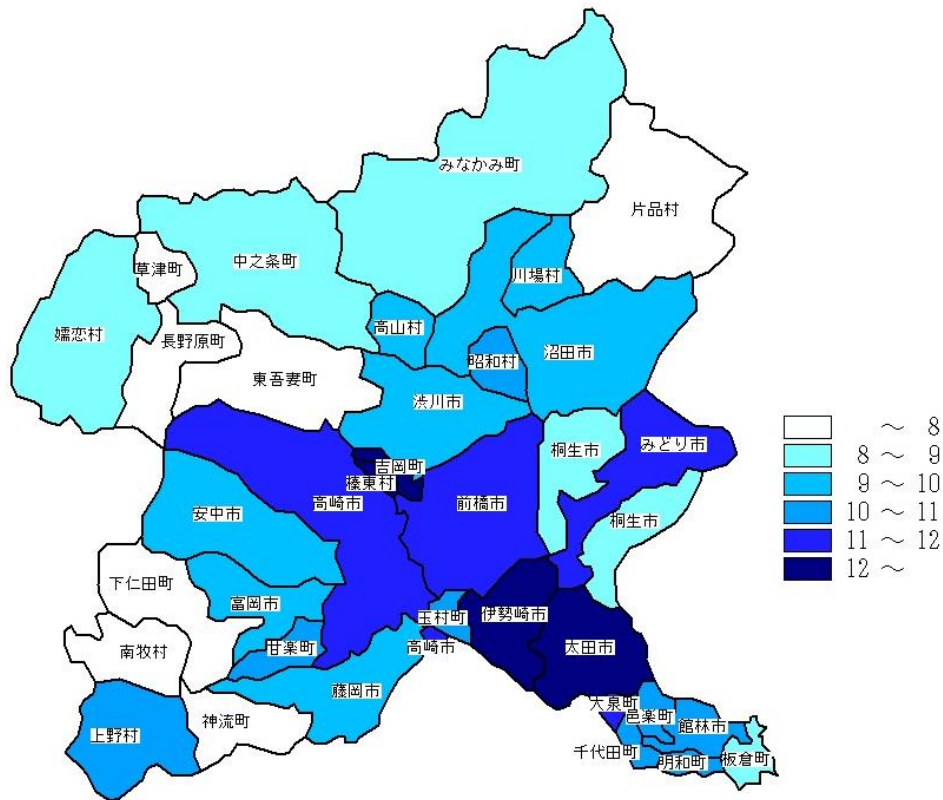 みなかみ町
片品村
草津町
中之条町
川場村
嬬恋村
長野原町
高山村
昭和村
沼田市
東吾妻町
渋川市
桐生市
みどり市
吉岡町
榛東村
高崎市
前橋市
安中市
桐生市
下仁田町
富岡市
玉村町
伊勢崎市
太田市
南牧村
甘楽町
高崎市
藤岡市
大泉町
邑楽町
館林市
上野村
神流町
千代田町
明和町
板倉町
～ 8
8 ～ 9
9 ～ 10
10 ～ 11
11 ～ 12
12 ～